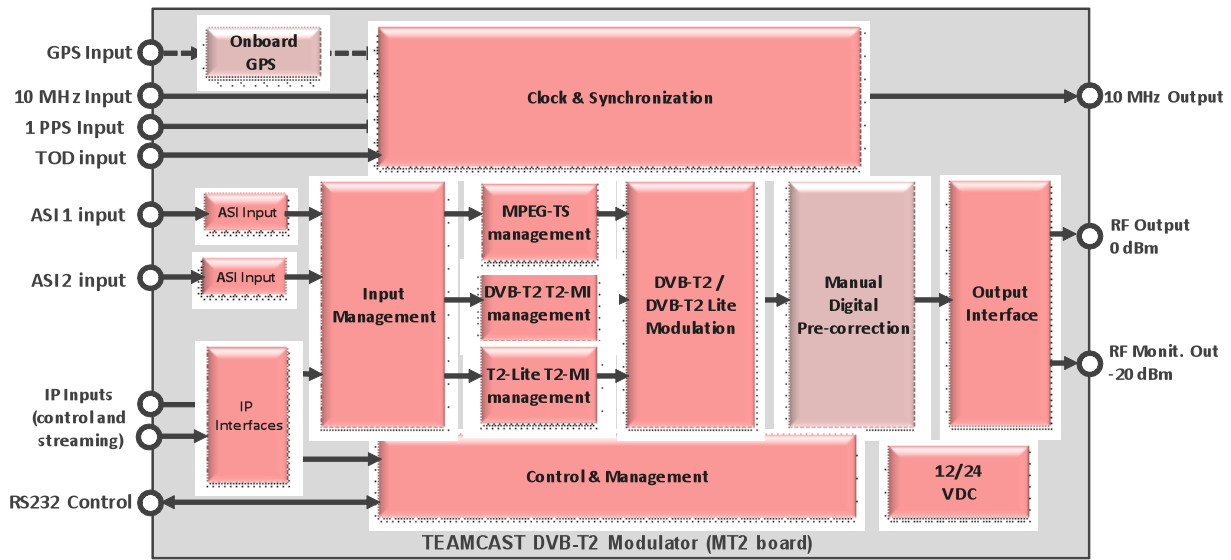 GPS Input
Onboard
GPS
10 MHz Input
1 PPS Input
TOD input
Clock & Synchronization
10 MHz Output
ASI 1 input
ASI Input
ASI 2 input
ASI Input
Input
Management
MPEG-TS
management
DVB-T2 T2-MI
management
T2-Lite T2-MI
management
DVB-T2 /
DVB-T2 Lite
Modulation
Manual
Digital
Pre-correction
Output
Interface
RF Output
0 dBm
RF Monit. Out
-20 dBm
IP Inputs
(control and
streaming)
IP
Interfaces
RS232 Control
Control & Management
12/24
VDC
TEAMCAST DVB-T2 Modulator (MT2 board)